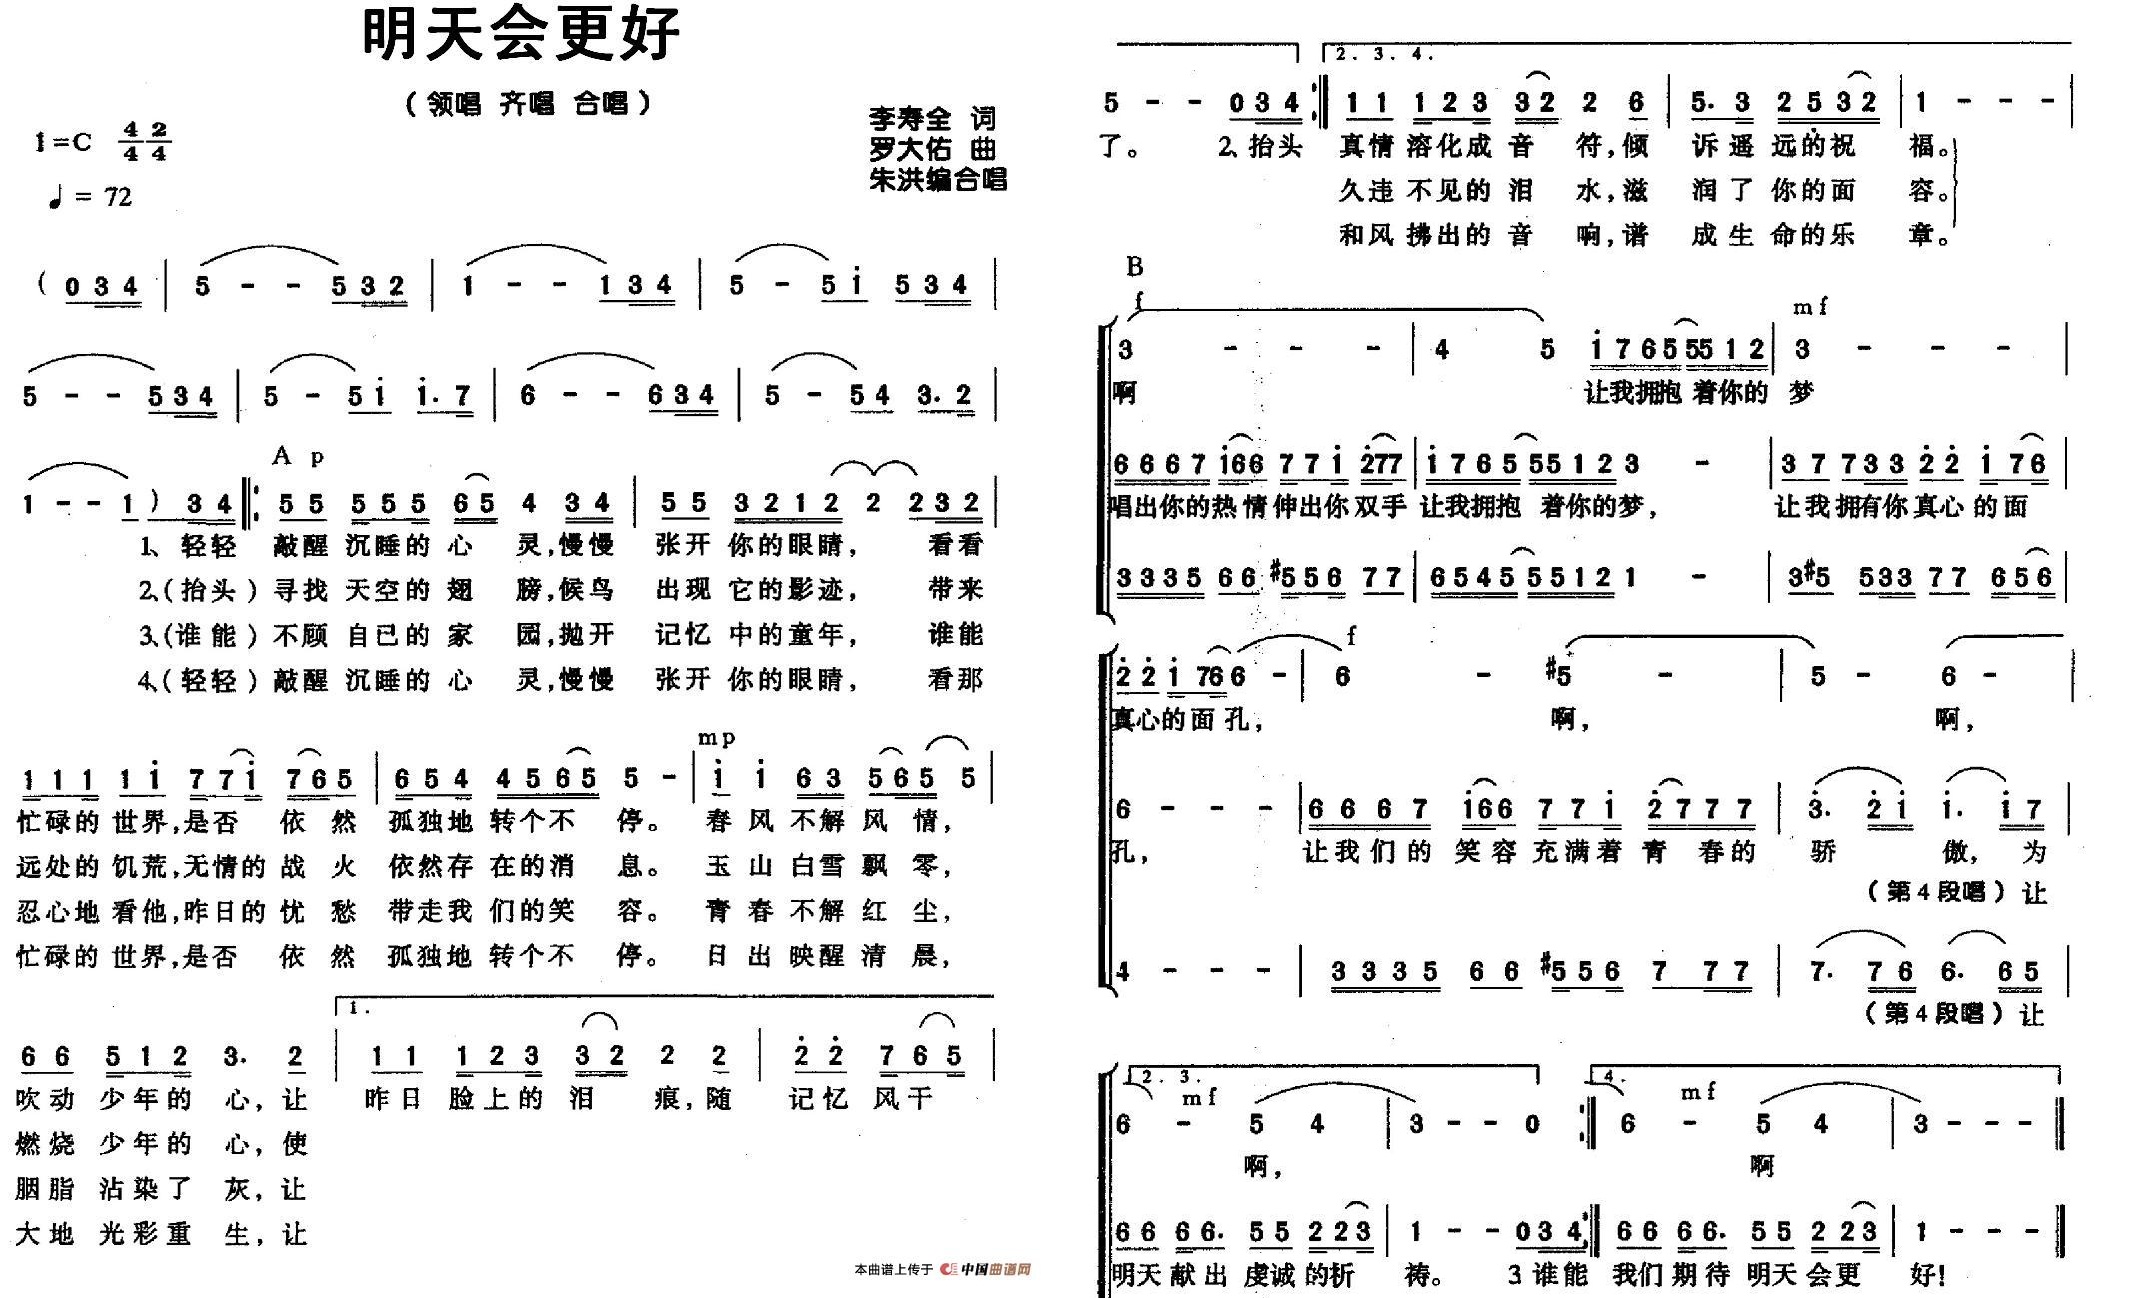 明天会更好
（领唱 齐唱 合唱）
李寿全 词
罗大佑 曲
朱洪编合唱
1=C 4/4 2/4
♩= 72
( 0 3 4 | 5 - - 5 3 2 | 1 - - 1 3 4 | 5 - 5 i 5 3 4 |
5 - - 5 3 4 | 5 - 5 i i. 7 | 6 - - 6 3 4 | 5 - 5 4 3. 2 |
A p
1 - - 1 ) 3 4 ‖: 5 5 5 5 5 6 5 4 3 4 | 5 5 3 2 1 2 2 2 3 2 |
1、轻轻 敲醒 沉睡的 心 灵,慢慢 张开 你的眼睛, 看看
2、(抬头) 寻找 天空的 翅 膀,候鸟 出现 它的影迹, 带来
3、(谁能) 不顾 自己的 家 园,抛开 记忆 中的童年, 谁能
4、(轻轻) 敲醒 沉睡的 心 灵,慢慢 张开 你的眼睛, 看那
mp
1 1 1 1 i 7 7 i 7 6 5 | 6 5 4 4 5 6 5 5 - | i i 6 3 5 6 5 5 |
忙碌的 世界,是否 依 然 孤独地 转个不 停。 春 风 不解 风 情,
远处的 饥荒,无情的 战 火 依然存 在的消 息。 玉 山 白雪 飘 零,
忍心地 看他,昨日的 忧 愁 带走我 们的笑 容。 青 春 不解 红 尘,
忙碌的 世界,是否 依 然 孤独地 转个不 停。 日 出 映醒 清 晨,
1.
6 6 5 1 2 3. 2 | 1 1 1 2 3 3 2 2 2 | 2 2 7 6 5 |
吹动 少年的 心, 让 昨日 脸上的 泪 痕,随 记忆 风干
燃烧 少年的 心, 使
胭脂 沾染了 灰, 让
大地 光彩重 生, 让
本曲谱上传于 中国曲谱网
2. 3. 4.
5 - - 0 3 4 :‖ 1 1 1 2 3 3 2 2 6 | 5. 3 2 5 3 2 | 1 - - - |
了。 2、抬头 真情 溶化成 音 符,倾 诉 遥 远的祝 福。
久违 不见的 泪 水,滋 润了 你的面 容。
和风 拂出的 音 响,谱 成生 命的乐 章。
B
f mf
3 - - - | 4 5 i 7 6 5 5 5 1 2 | 3 - - - |
啊 让我拥抱 着你的 梦
6 6 6 7 i 6 6 7 7 i 2 7 7 | i 7 6 5 5 5 1 2 3 - | 3 7 7 3 3 2 2 i 7 6 |
唱出你的热 情 伸出你 双手 让我拥抱 着你的梦, 让我拥有你真心的面
3 3 3 5 6 6 #5 5 6 7 7 | 6 5 4 5 5 5 1 2 1 - | 3 #5 5 3 3 7 7 6 5 6 |
f
2 2 i 7 6 6 - | 6 - #5 - | 5 - 6 - |
真心的面 孔, 啊, 啊,
6 - - - | 6 6 6 7 i 6 6 7 7 i 2 7 7 7 | 3. 2 i i. i 7 |
孔, 让我们的 笑容充满着 青 春的 骄 傲, 为
（第4段唱）让
4 - - - | 3 3 3 5 6 6 #5 5 6 7 7 7 | 7. 7 6 6. 6 5 |
（第4段唱）让
2. 3. 4.
mf mf
6 - 5 4 | 3 - - 0 :‖ 6 - 5 4 | 3 - - - ‖
啊, 啊
6 6 6 6. 5 5 2 2 3 | 1 - - 0 3 4 :‖ 6 6 6 6. 5 5 2 2 3 | 1 - - - ‖
明天 献出 虔诚 的祈 祷。 3谁能 我们 期待 明天 会更 好!